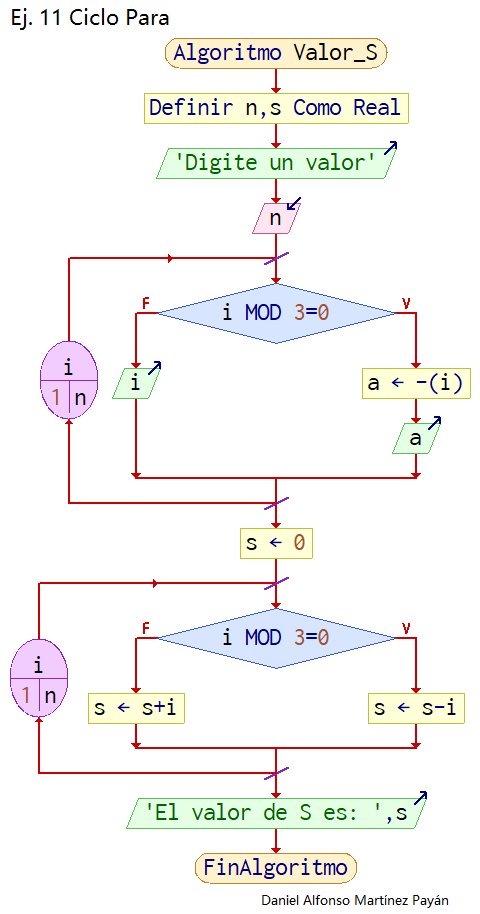 Ej. 11 Ciclo Para
Algoritmo Valor_S
Definir n,s Como Real
'Digite un valor'
n
i MOD 3=0
F
V
i
1 n
i
a ← -(i)
a
s ← 0
i MOD 3=0
F
V
i
1 n
s ← s+i
s ← s-i
'El valor de S es: ',s
FinAlgoritmo
Daniel Alfonso Martínez Payán